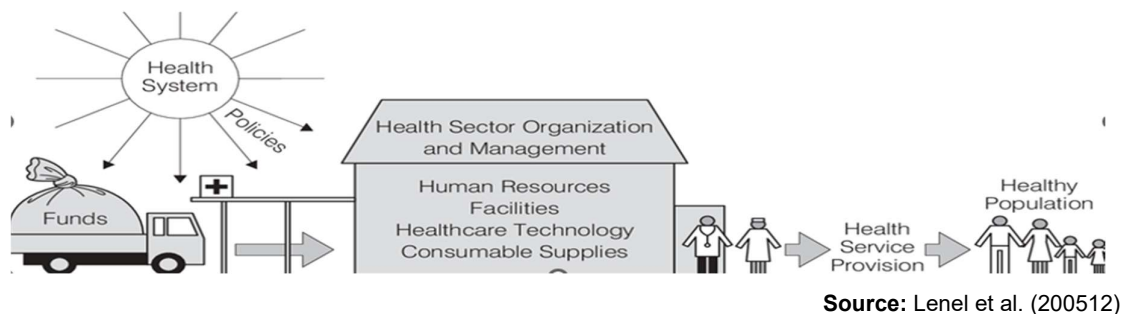 Health
System
Policies
Funds
Health Sector Organization
and Management
Human Resources
Facilities
Healthcare Technology
Consumable Supplies
Health
Service
Provision
Healthy
Population
Source: Lenel et al. (200512)